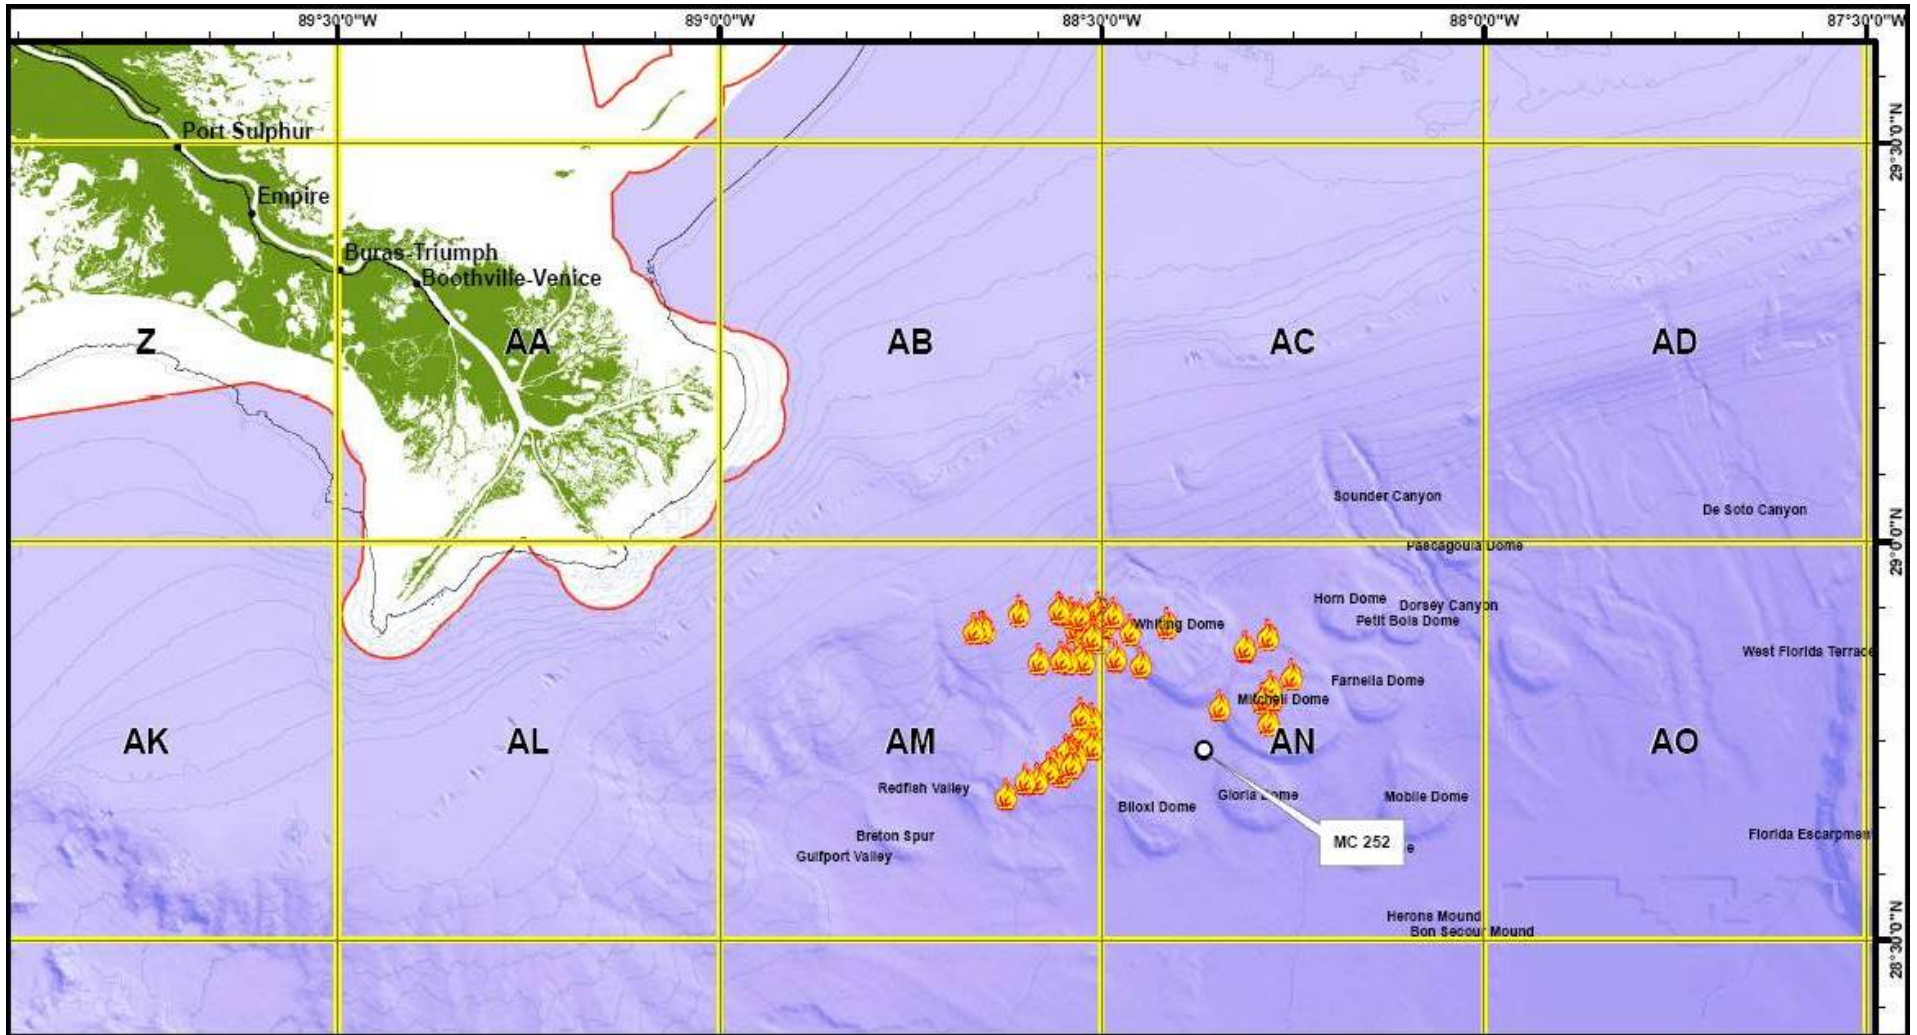 89°30'0"W
89°0'0"W
88°30'0"W
88°0'0"W
87°30'0"W
Port Sulphur
29°30'0"N
Empire
Buras-Triumph
Boothville-Venice
Z
AA
AB
AC
AD
Sounder Canyon
De Soto Canyon
Pascagoula Dome
29°0'0"N
Horn Dome
Dorsey Canyon
Whiting Dome
Petit Bois Dome
West Florida Terrace
Farnella Dome
Mitchell Dome
AK
AL
AM
AN
AO
Redfish Valley
Gloria Dome
Mobile Dome
Biloxi Dome
Breton Spur
MC 252
e
Florida Escarpmen
Gulfport Valley
Herons Mound
Bon Secour Mound
28°30'0"N